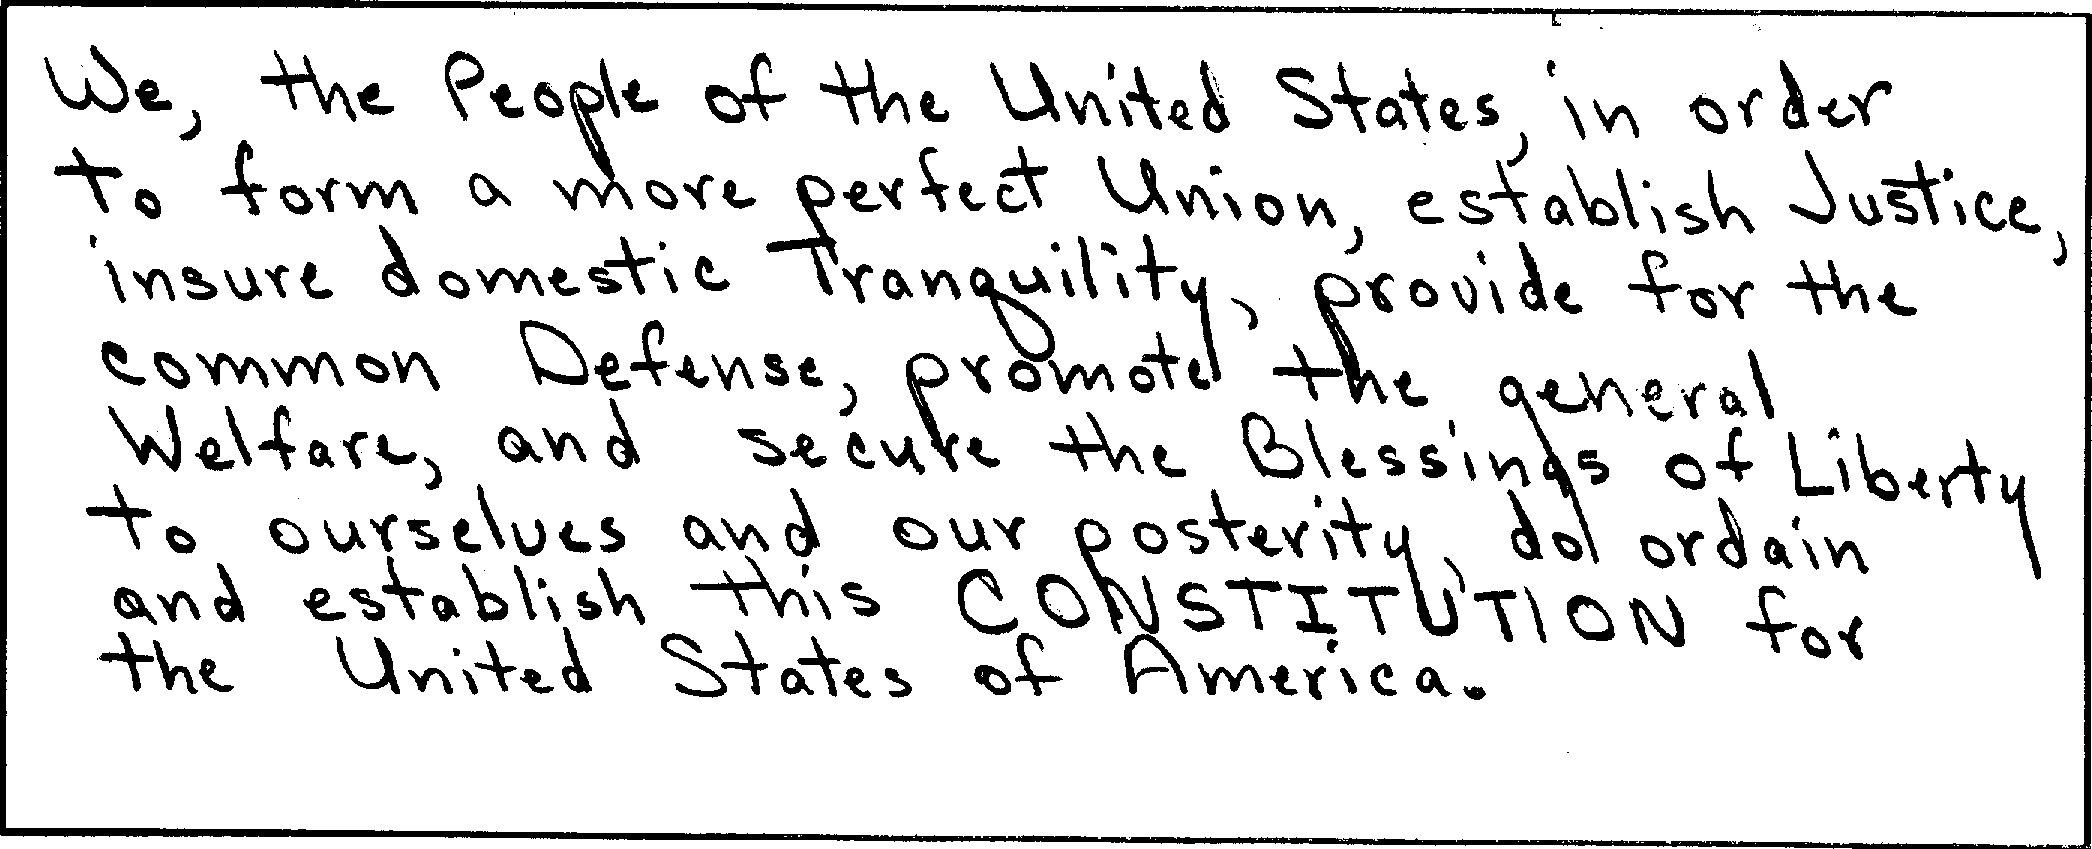 We, the People of the United States, in order
to form a more perfect Union, establish Justice,
insure domestic Tranquility, provide for the
common Defense, promote the general
Welfare, and secure the Blessings of Liberty
to ourselves and our posterity, do ordain
and establish this CONSTITUTION for
the United States of America.